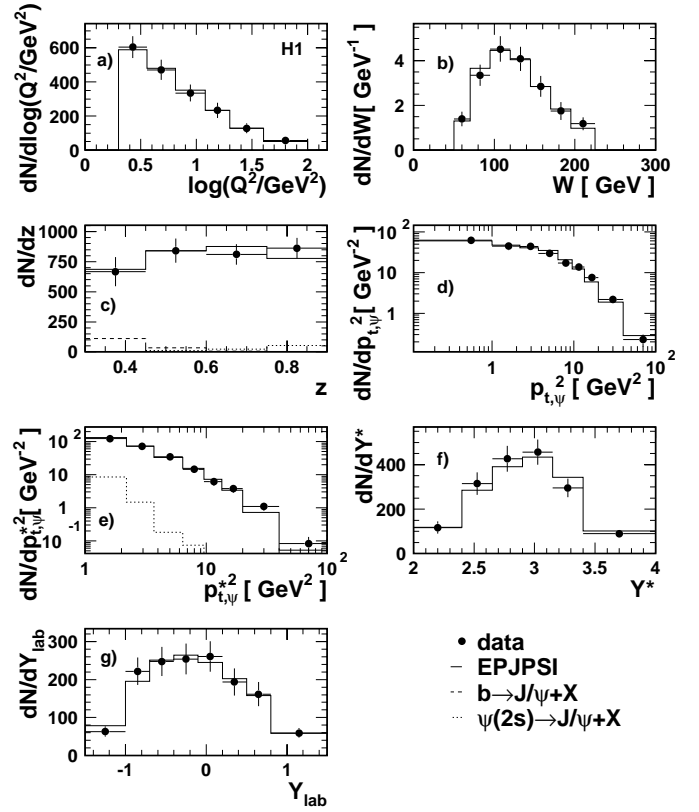 dN/dlog(Q²/GeV²)
600
400
200
0
a)
H1
0 0.5 1 1.5 2
log(Q²/GeV²)
dN/dW[ GeV⁻¹ ]
4
2
0
b)
0 100 200 300
W [ GeV ]
dN/dz
1000
750
500
250
0
c)
0.4 0.6 0.8
z
dN/dp²t,ψ[ GeV⁻² ]
10²
10
1
d)
1 10 10²
p²t,ψ [ GeV² ]
dN/dp*²t,ψ[ GeV⁻² ]
10²
10
1
10⁻¹
e)
1 10 10²
p*²t,ψ [ GeV² ]
dN/dY*
400
200
0
f)
2 2.5 3 3.5 4
Y*
dN/dYlab
300
200
100
0
g)
-1 0 1
Ylab
data
EPJPSI
b→J/ψ+X
ψ(2s)→J/ψ+X